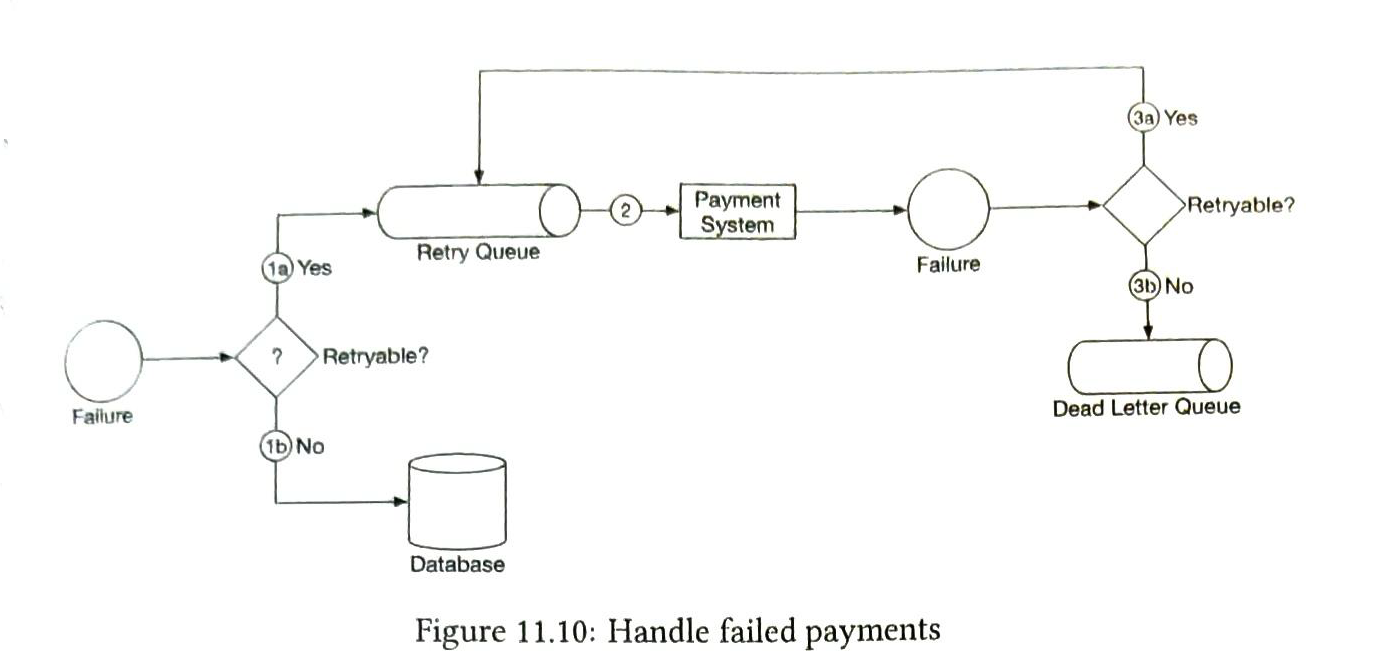 3a Yes
Retryable?
2
Payment
System
Retry Queue
1a Yes
Failure
3b No
? Retryable?
Failure
Dead Letter Queue
1b No
Database
Figure 11.10: Handle failed payments